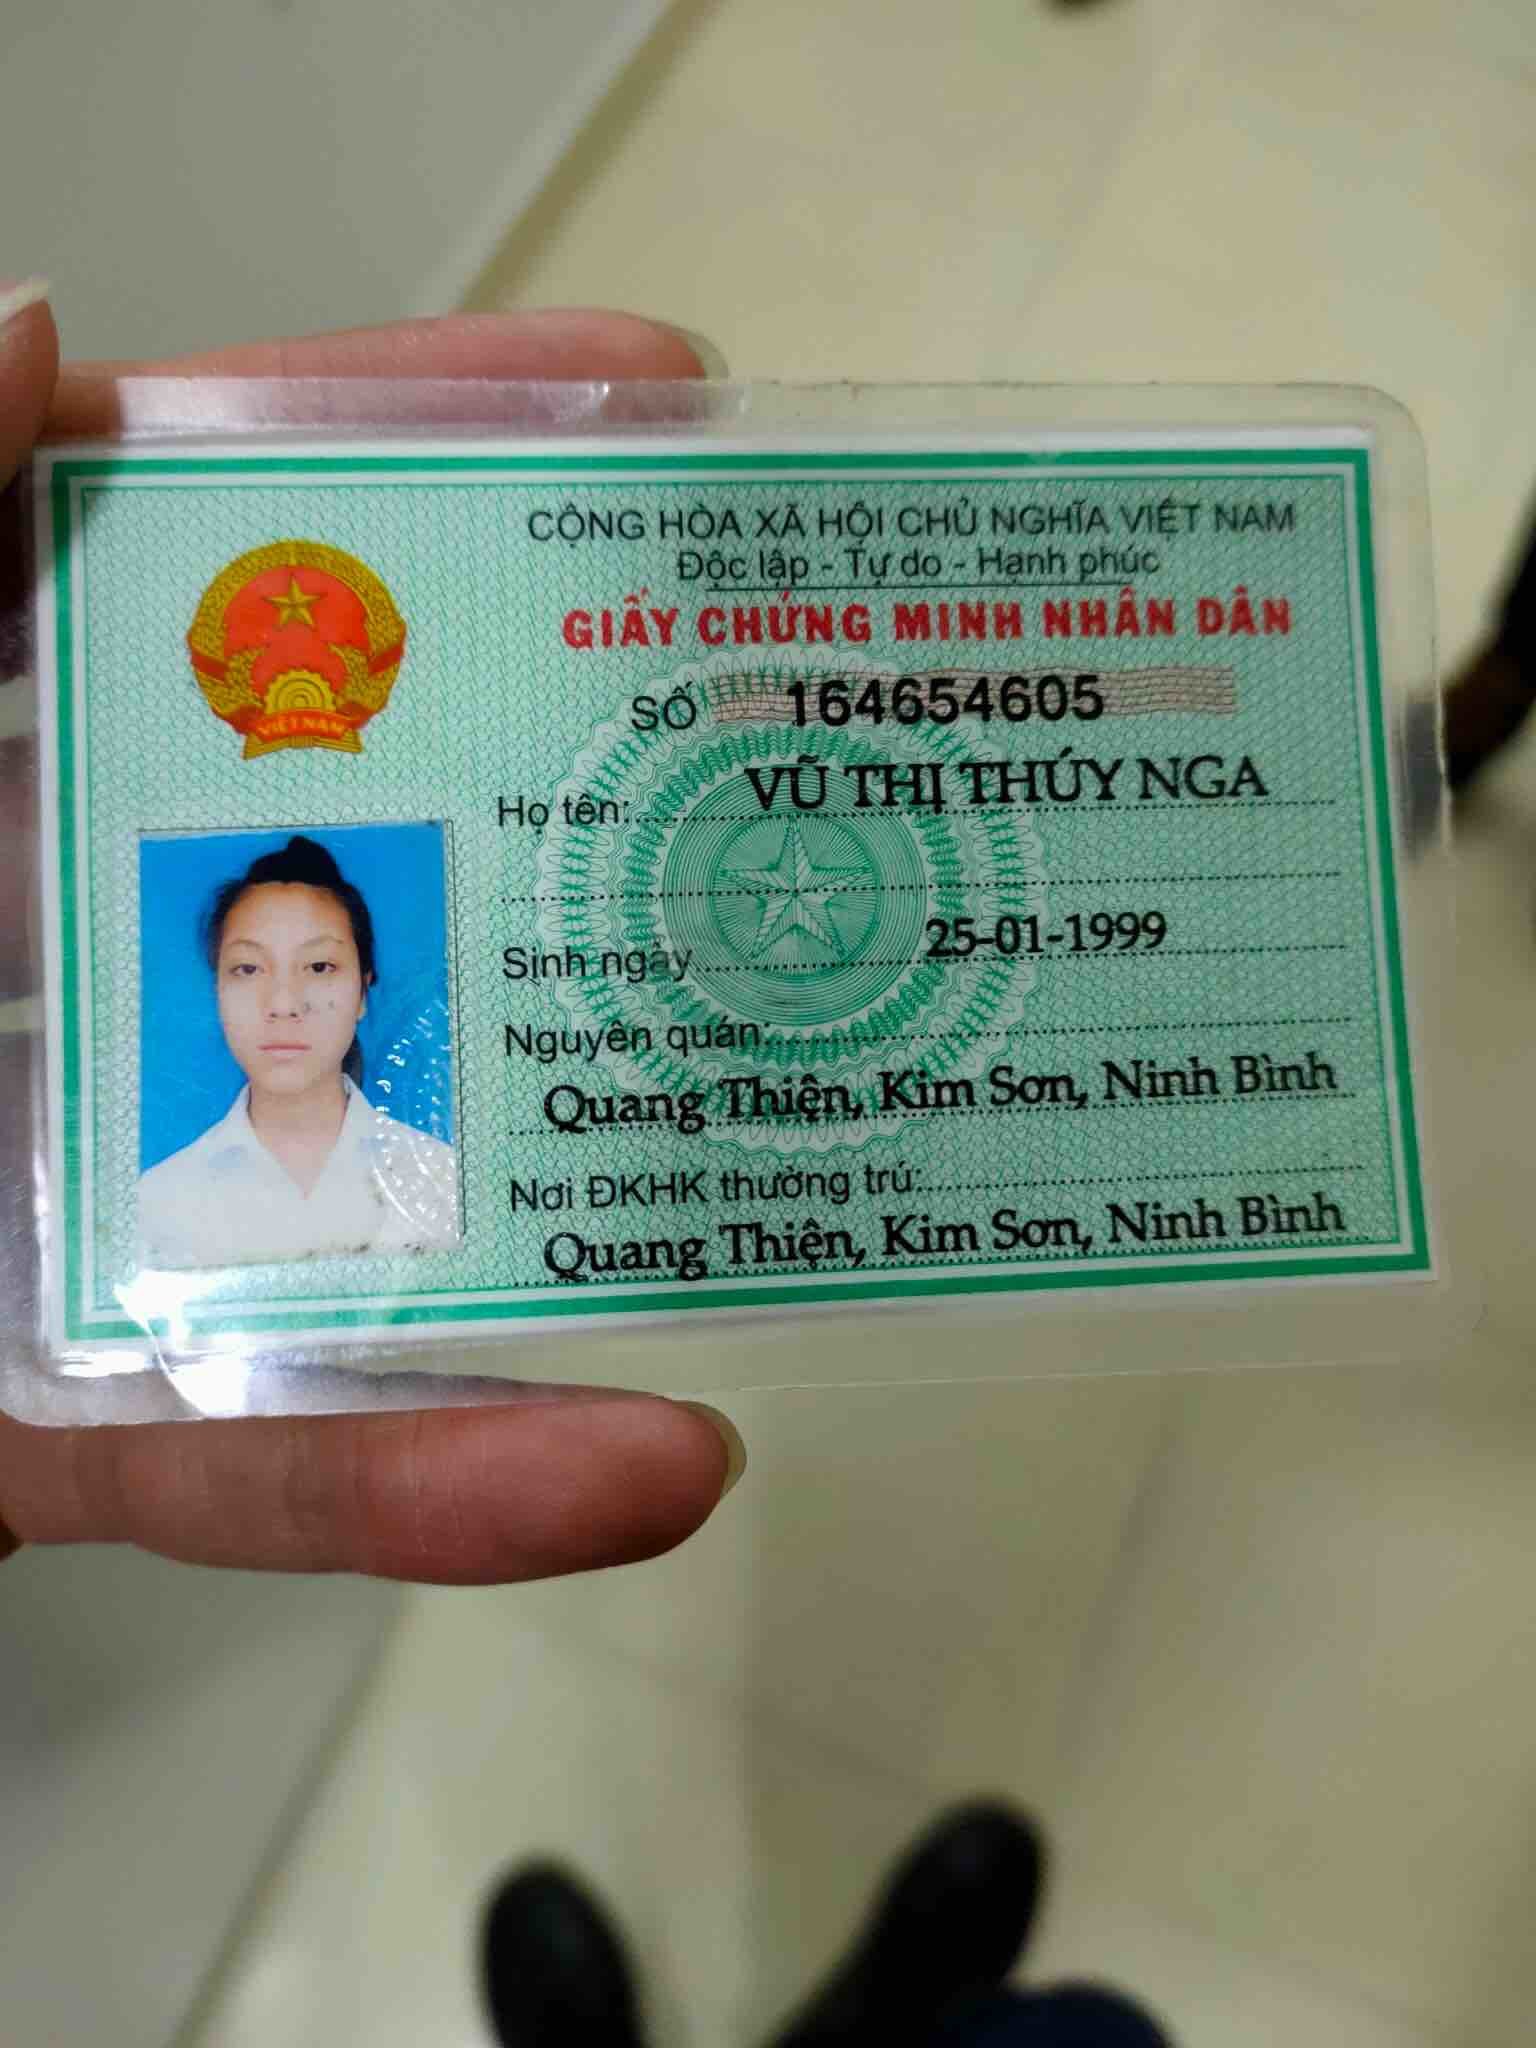 CỘNG HÒA XÃ HỘI CHỦ NGHĨA VIỆT NAM
Độc lập - Tự do - Hạnh phúc
GIẤY CHỨNG MINH NHÂN DÂN
VIỆT NAM
SỐ 164654605
Họ tên: VŨ THỊ THÚY NGA
Sinh ngày 25-01-1999
Nguyên quán:
Quang Thiện, Kim Sơn, Ninh Bình
Nơi ĐKHK thường trú:
Quang Thiện, Kim Sơn, Ninh Bình